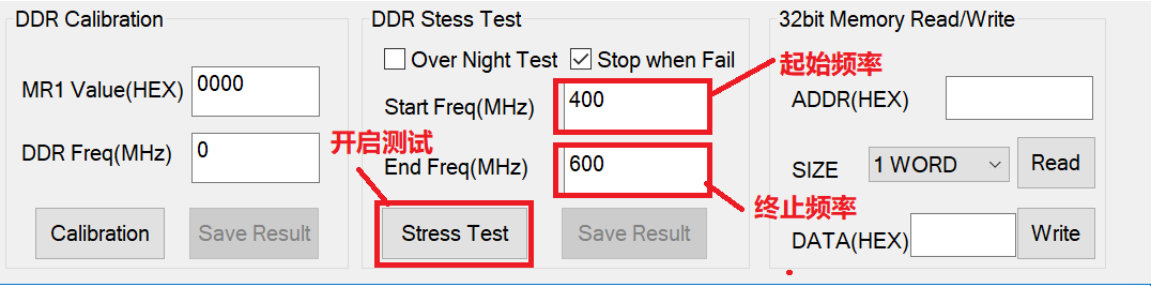 DDR Calibration
MR1 Value(HEX) 0000
DDR Freq(MHz) 0
Calibration Save Result
DDR Stess Test
Over Night Test Stop when Fail
Start Freq(MHz) 400
End Freq(MHz) 600
Stress Test Save Result
起始频率
开启测试
终止频率
32bit Memory Read/Write
ADDR(HEX)
SIZE 1 WORD Read
DATA(HEX) Write